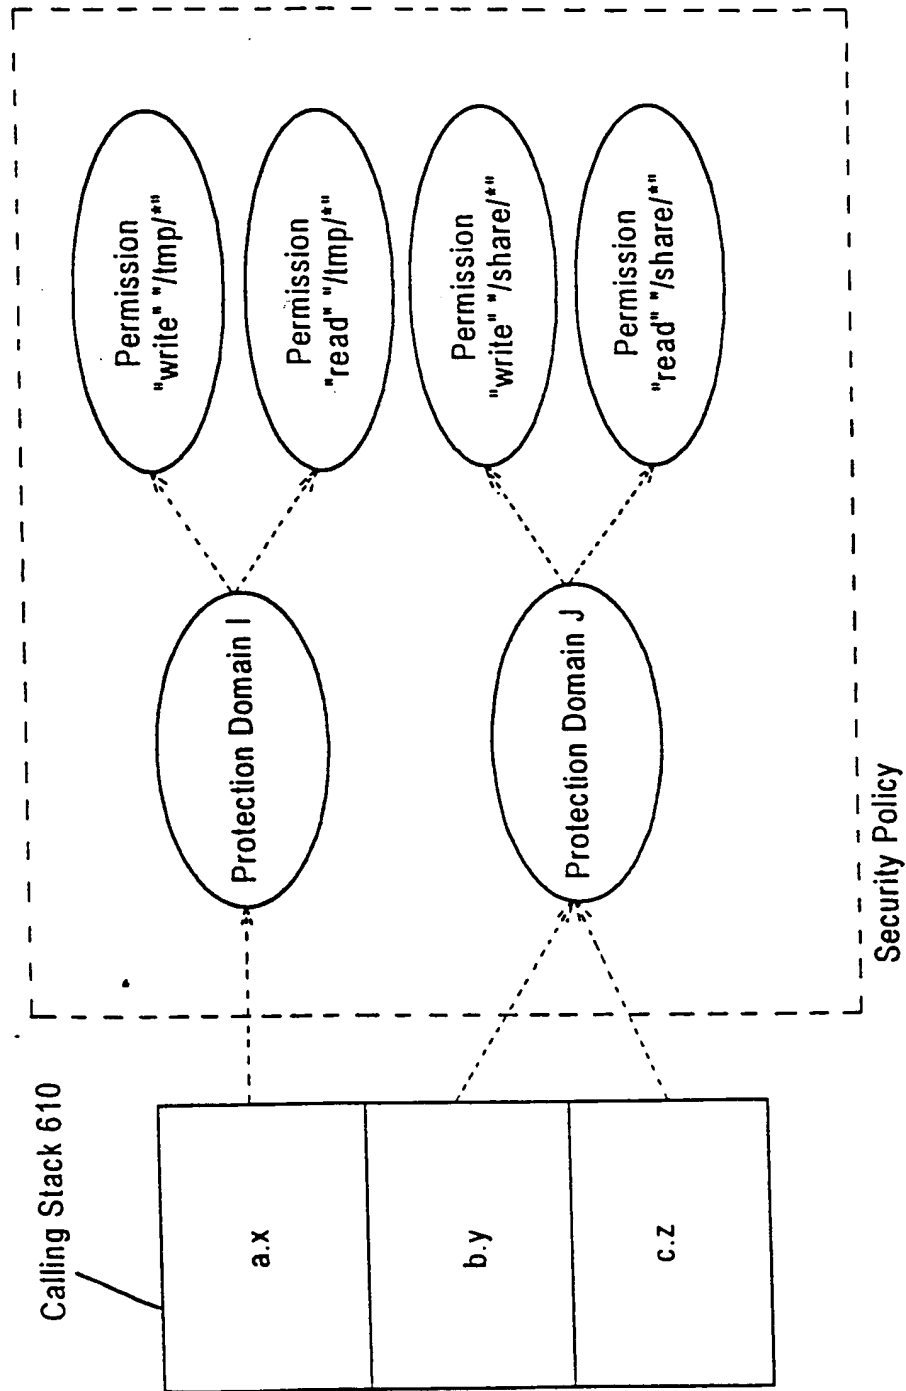 Calling Stack 610
a.x
b.y
c.z
Protection Domain I
Protection Domain J
Permission
"write" "/tmp/*"
Permission
"read" "/tmp/*"
Permission
"write" "/share/*"
Permission
"read" "/share/*"
Security Policy